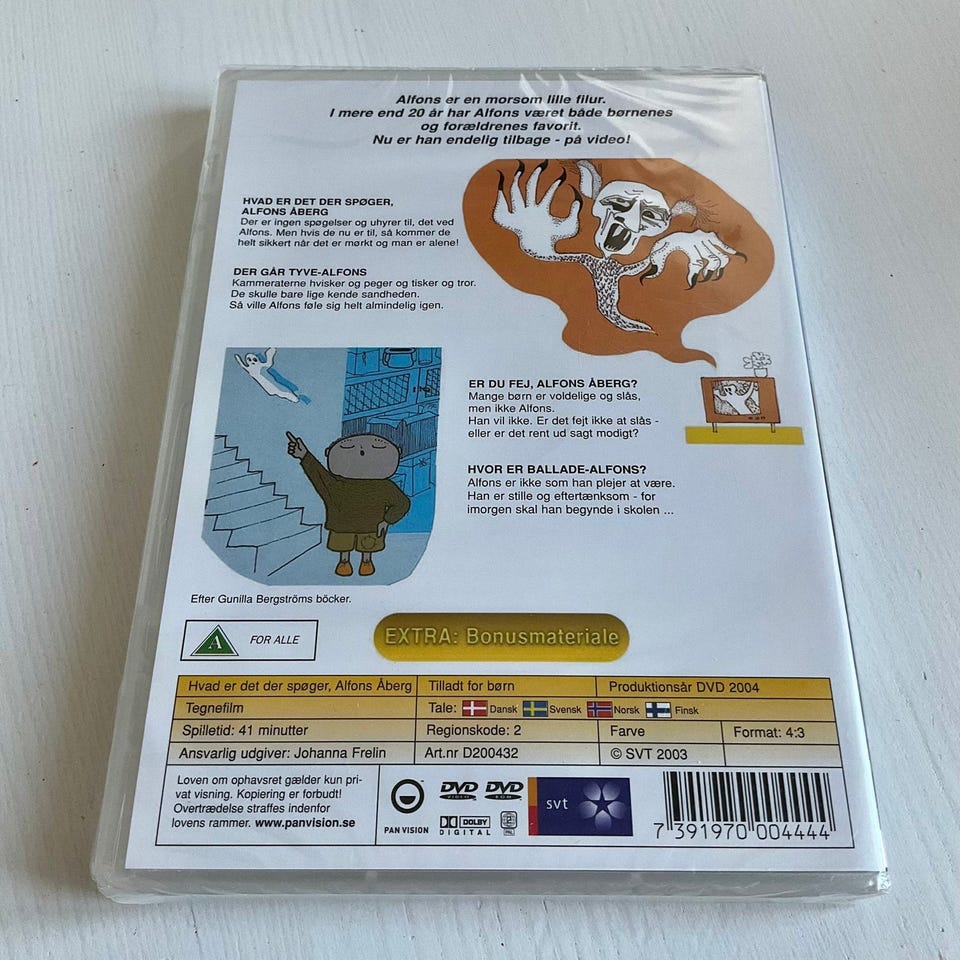 Alfons er en morsom lille filur.
I mere end 20 år har Alfons været både børnenes
og forældrenes favorit.
Nu er han endelig tilbage - på video!
HVAD ER DET DER SPØGER,
ALFONS ÅBERG
Der er ingen spøgelser og uhyrer til, det ved
Alfons. Men hvis de nu er til, så kommer de
helt sikkert når det er mørkt og man er alene!
DER GÅR TYVE-ALFONS
Kammeraterne hvisker og peger og tisker og tror.
De skulle bare lige kende sandheden.
Så ville Alfons føle sig helt almindelig igen.
ER DU FEJ, ALFONS ÅBERG?
Mange børn er voldelige og slås,
men ikke Alfons.
Han vil ikke. Er det fejt ikke at slås -
eller er det rent ud sagt modigt?
HVOR ER BALLADE-ALFONS?
Alfons er ikke som han plejer at være.
Han er stille og eftertænksom - for
imorgen skal han begynde i skolen ...
Efter Gunilla Bergströms böcker.
A FOR ALLE
EXTRA: Bonusmateriale
Hvad er det der spøger, Alfons Åberg Tilladt for børn Produktionsår DVD 2004
Tegnefilm Tale: Dansk Svensk Norsk Finsk
Spilletid: 41 minutter Regionskode: 2 Farve Format: 4:3
Ansvarlig udgiver: Johanna Frelin Art.nr D200432 © SVT 2003
Loven om ophavsret gælder kun pri-
vat visning. Kopiering er forbudt!
Overtrædelse straffes indenfor
lovens rammer. www.panvision.se
PAN VISION
DVD VIDEO DVD ROM
DOLBY DIGITAL
svt
7 391970 004444